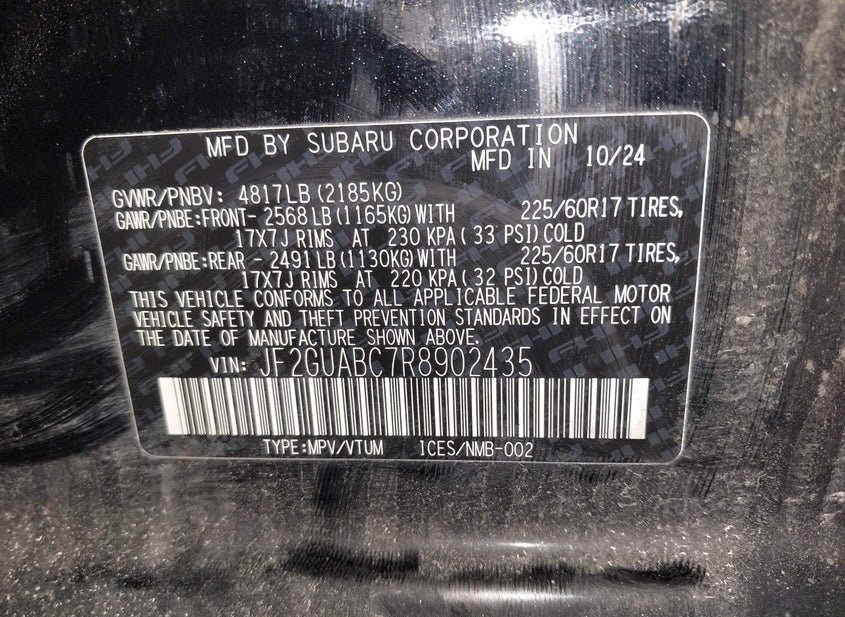 MFD BY SUBARU CORPORATION
MFD IN 10/24
GVWR/PNBV: 4817LB (2185KG)
GAWR/PNBE:FRONT- 2568 LB (1165KG) WITH 225/60R17 TIRES,
17X7J RIMS AT 230 KPA ( 33 PSI) COLD
GAWR/PNBE:REAR - 2491 LB (1130KG) WITH 225/60R17 TIRES,
17X7J RIMS AT 220 KPA ( 32 PSI) COLD
THIS VEHICLE CONFORMS TO ALL APPLICABLE FEDERAL MOTOR
VEHICLE SAFETY AND THEFT PREVENTION STANDARDS IN EFFECT ON
THE DATE OF MANUFACTURE SHOWN ABOVE.
VIN: JF2GUABC7R8902435
TYPE:MPV/VTUM ICES/NMB-002